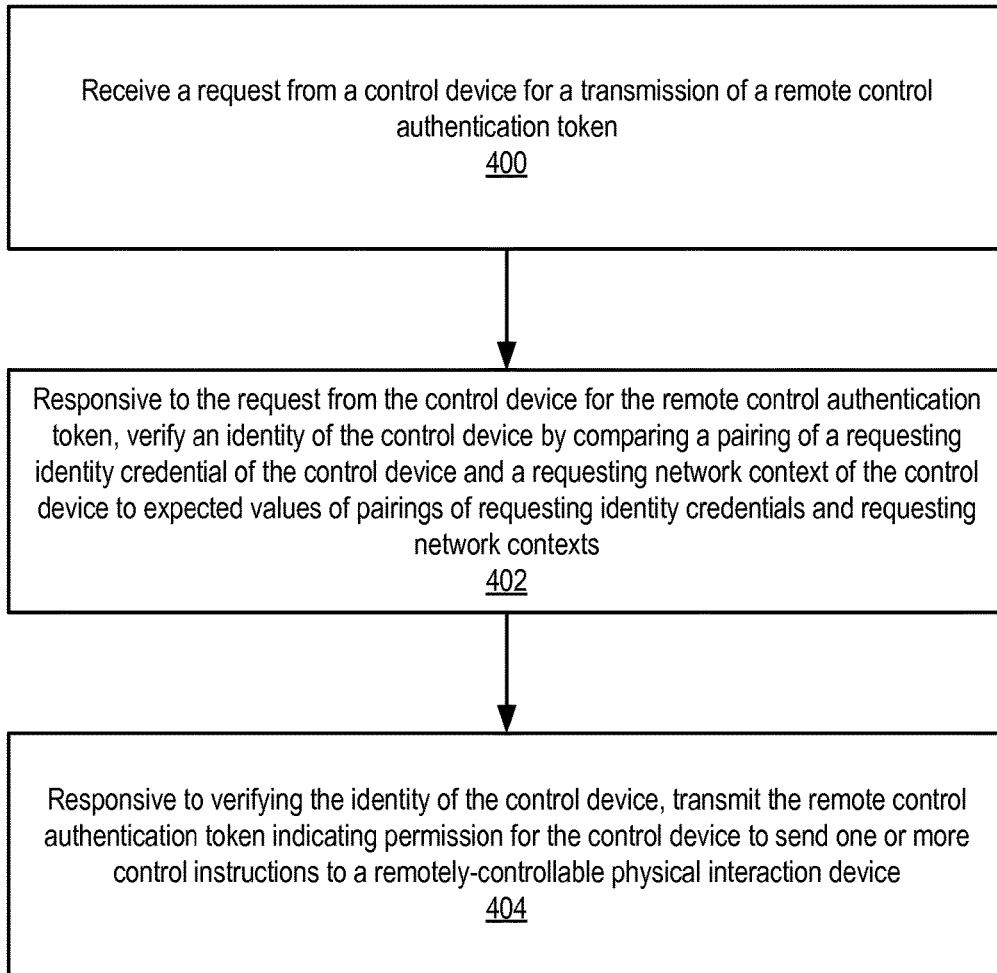 Receive a request from a control device for a transmission of a remote control
authentication token
400
Responsive to the request from the control device for the remote control authentication
token, verify an identity of the control device by comparing a pairing of a requesting
identity credential of the control device and a requesting network context of the control
device to expected values of pairings of requesting identity credentials and requesting
network contexts
402
Responsive to verifying the identity of the control device, transmit the remote control
authentication token indicating permission for the control device to send one or more
control instructions to a remotely-controllable physical interaction device
404